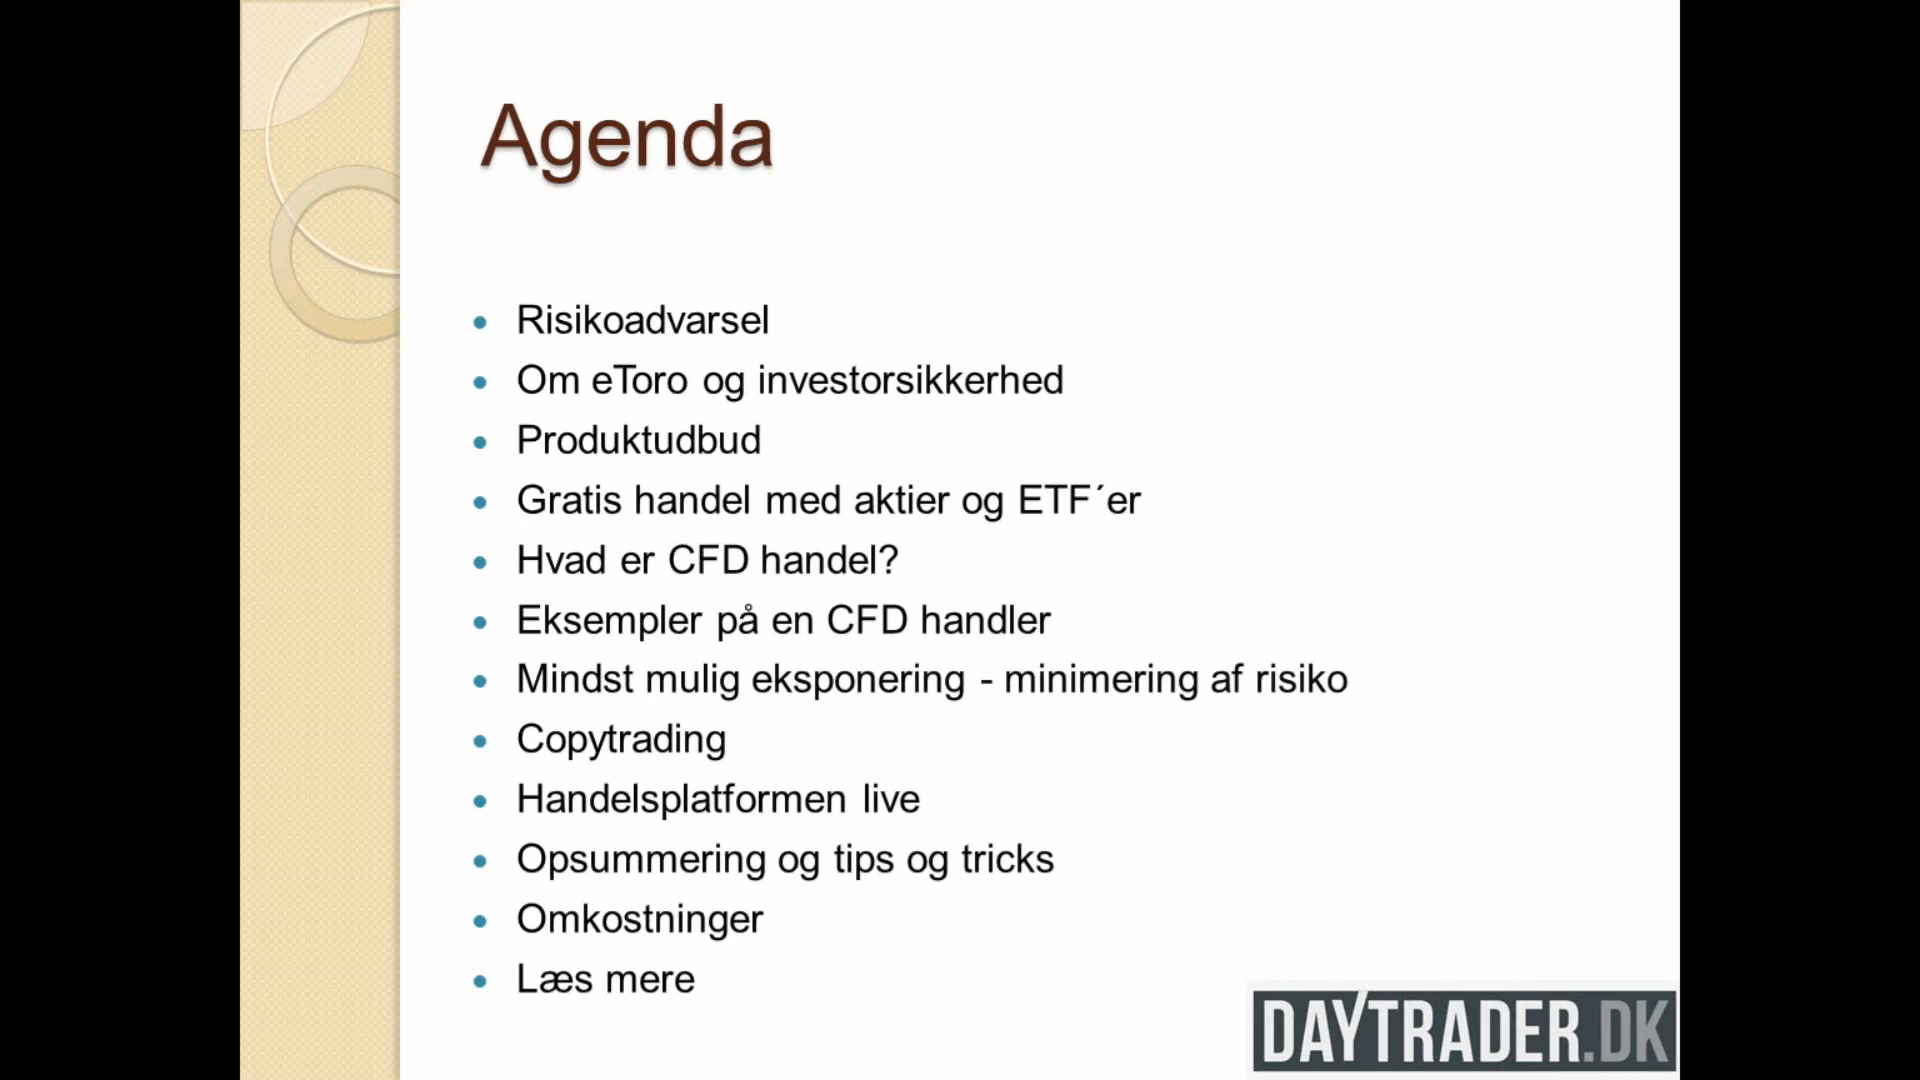 Agenda
Risikoadvarsel
Om eToro og investorsikkerhed
Produktudbud
Gratis handel med aktier og ETF´er
Hvad er CFD handel?
Eksempler på en CFD handler
Mindst mulig eksponering - minimering af risiko
Copytrading
Handelsplatformen live
Opsummering og tips og tricks
Omkostninger
Læs mere
DAYTRADER.DK